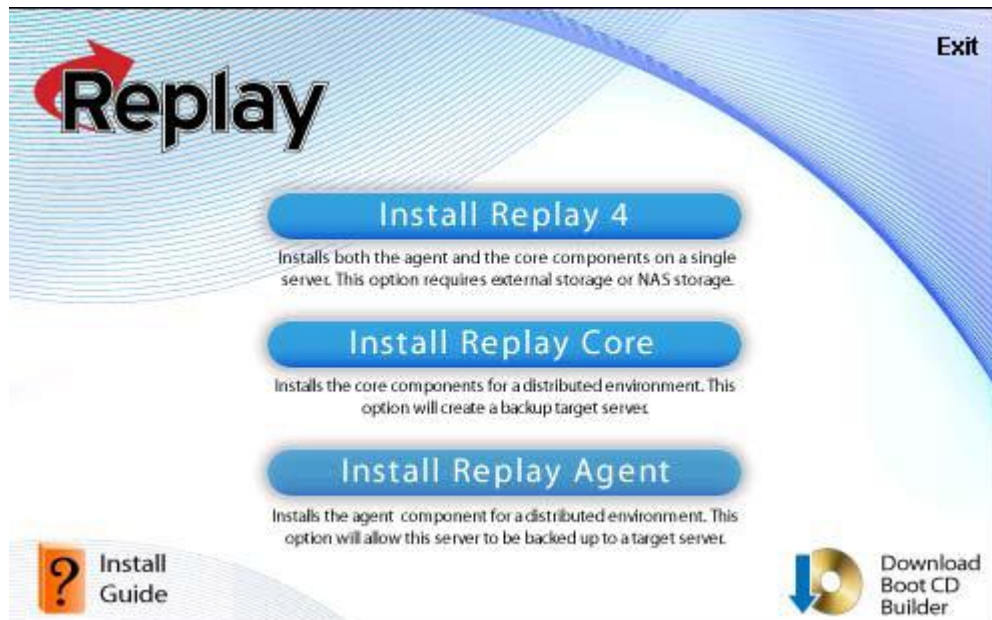 Exit
Replay
Install Replay 4
Installs both the agent and the core components on a single
server. This option requires external storage or NAS storage.
Install Replay Core
Installs the core components for a distributed environment. This
option will create a backup target server.
Install Replay Agent
Installs the agent component for a distributed environment. This
option will allow this server to be backed up to a target server.
?
Install
Guide
Download
Boot CD
Builder